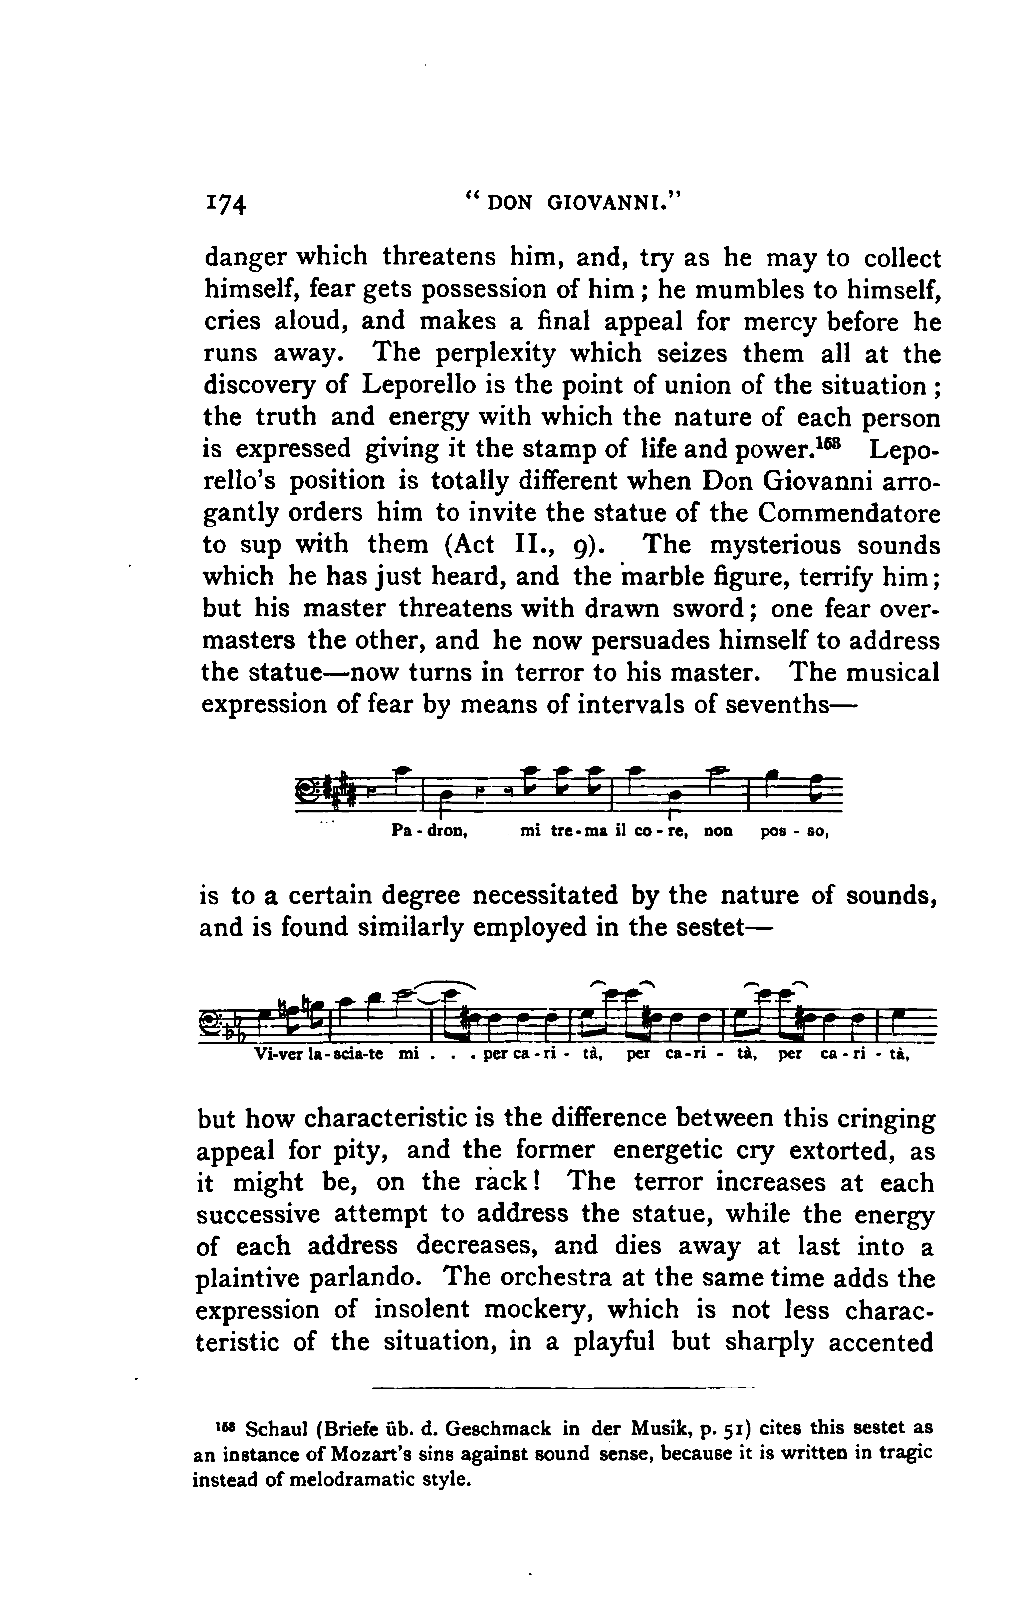 174 “ DON GIOVANNI.”
danger which threatens him, and, try as he may to collect
himself, fear gets possession of him ; he mumbles to himself,
cries aloud, and makes a final appeal for mercy before he
runs away. The perplexity which seizes them all at the
discovery of Leporello is the point of union of the situation ;
the truth and energy with which the nature of each person
is expressed giving it the stamp of life and power.¹⁶⁸ Lepo-
rello’s position is totally different when Don Giovanni arro-
gantly orders him to invite the statue of the Commendatore
to sup with them (Act II., 9). The mysterious sounds
which he has just heard, and the marble figure, terrify him ;
but his master threatens with drawn sword ; one fear over-
masters the other, and he now persuades himself to address
the statue—now turns in terror to his master. The musical
expression of fear by means of intervals of sevenths—
Pa - dron, mi tre - ma il co - re, non pos - so,
is to a certain degree necessitated by the nature of sounds,
and is found similarly employed in the sestet—
Vi-ver la-scia-te mi . . . per ca - ri - tà, per ca - ri - tà, per ca - ri - tà,
but how characteristic is the difference between this cringing
appeal for pity, and the former energetic cry extorted, as
it might be, on the rack ! The terror increases at each
successive attempt to address the statue, while the energy
of each address decreases, and dies away at last into a
plaintive parlando. The orchestra at the same time adds the
expression of insolent mockery, which is not less charac-
teristic of the situation, in a playful but sharply accented
¹⁶⁸ Schaul (Briefe üb. d. Geschmack in der Musik, p. 51) cites this sestet as
an instance of Mozart’s sins against sound sense, because it is written in tragic
instead of melodramatic style.